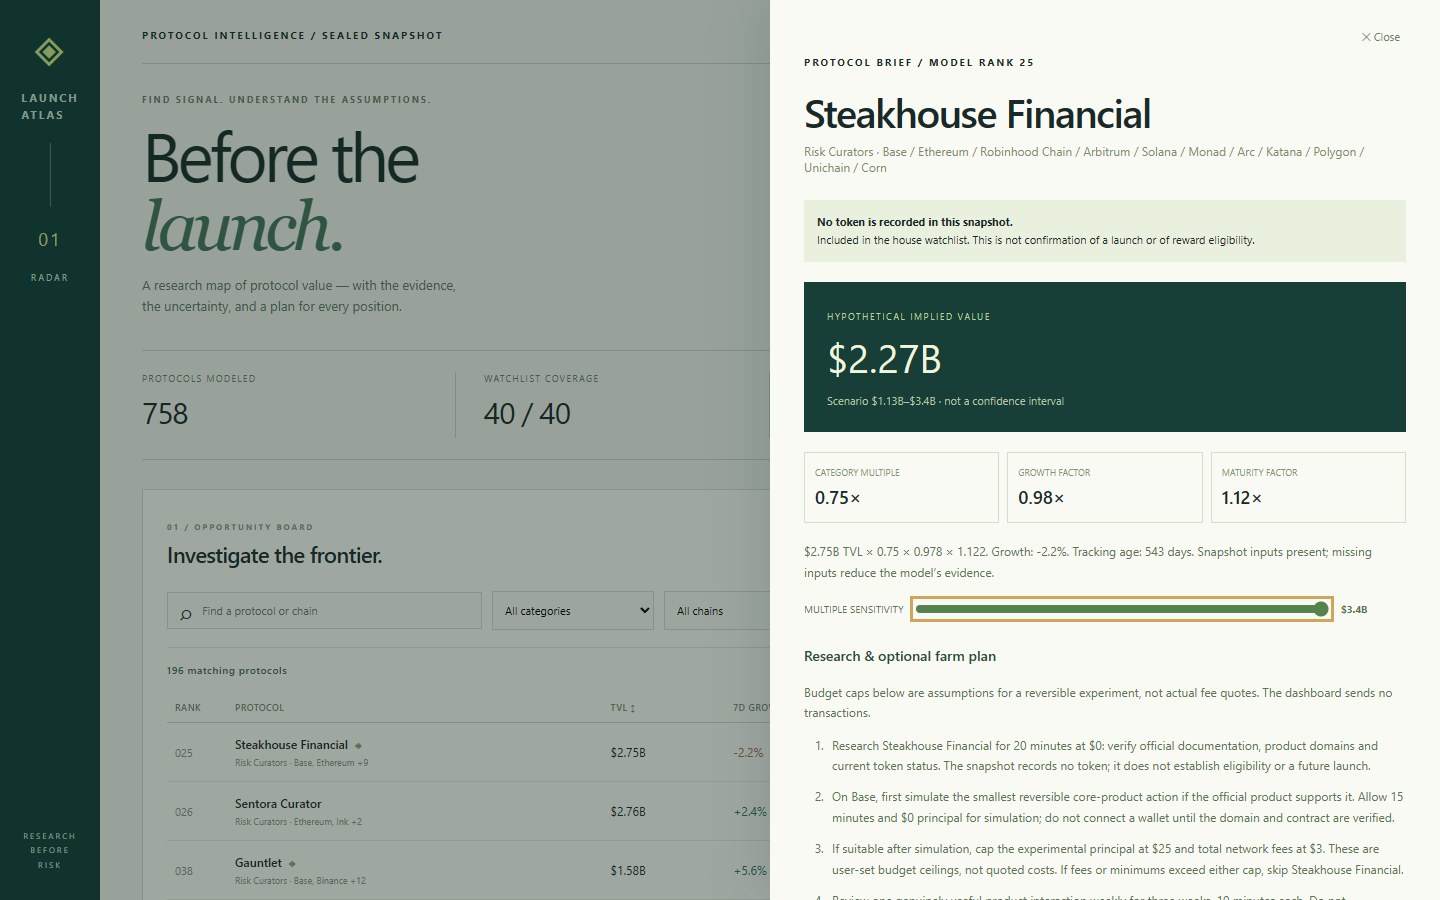 LAUNCH
ATLAS
01
RADAR
RESEARCH
BEFORE
RISK
PROTOCOL INTELLIGENCE / SEALED SNAPSHOT
FIND SIGNAL. UNDERSTAND THE ASSUMPTIONS.
Before the
launch.
A research map of protocol value — with the evidence,
the uncertainty, and a plan for every position.
PROTOCOLS MODELED
758
WATCHLIST COVERAGE
40 / 40
01 / OPPORTUNITY BOARD
Investigate the frontier.
Find a protocol or chain
All categories
All chains
196 matching protocols
RANK PROTOCOL TVL ↕ 7D GRO
025 Steakhouse Financial ◆ $2.75B -2.2%
Risk Curators · Base, Ethereum +9
026 Sentora Curator $2.76B +2.4%
Risk Curators · Ethereum, Ink +2
038 Gauntlet ◆ $1.58B +5.6%
Risk Curators · Base, Binance +12
× Close
PROTOCOL BRIEF / MODEL RANK 25
Steakhouse Financial
Risk Curators · Base / Ethereum / Robinhood Chain / Arbitrum / Solana / Monad / Arc / Katana / Polygon /
Unichain / Corn
No token is recorded in this snapshot.
Included in the house watchlist. This is not confirmation of a launch or of reward eligibility.
HYPOTHETICAL IMPLIED VALUE
$2.27B
Scenario $1.13B–$3.4B · not a confidence interval
CATEGORY MULTIPLE
0.75×
GROWTH FACTOR
0.98×
MATURITY FACTOR
1.12×
$2.75B TVL × 0.75 × 0.978 × 1.122. Growth: -2.2%. Tracking age: 543 days. Snapshot inputs present; missing
inputs reduce the model’s evidence.
MULTIPLE SENSITIVITY $3.4B
Research & optional farm plan
Budget caps below are assumptions for a reversible experiment, not actual fee quotes. The dashboard sends no
transactions.
1. Research Steakhouse Financial for 20 minutes at $0: verify official documentation, product domains and
current token status. The snapshot records no token; it does not establish eligibility or a future launch.
2. On Base, first simulate the smallest reversible core-product action if the official product supports it. Allow 15
minutes and $0 principal for simulation; do not connect a wallet until the domain and contract are verified.
3. If suitable after simulation, cap the experimental principal at $25 and total network fees at $3. These are
user-set budget ceilings, not quoted costs. If fees or minimums exceed either cap, skip Steakhouse Financial.
4. Review one genuinely useful product interaction weekly for three weeks, 10 minutes each. Do not